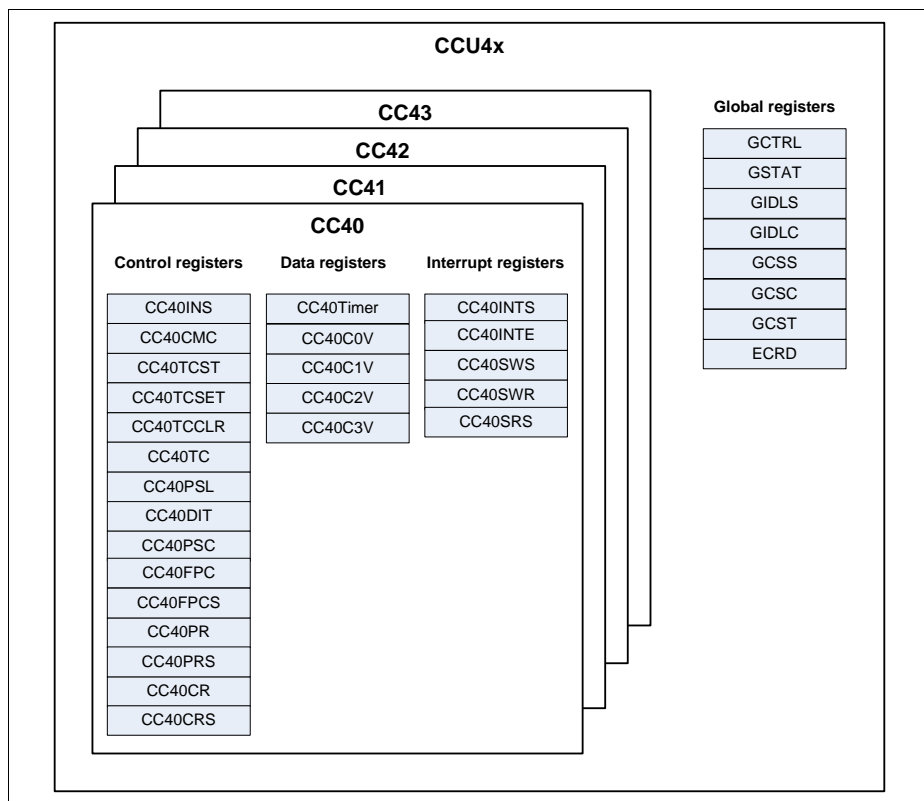 CCU4x
CC43
CC42
CC41
CC40
Control registers
CC40INS
CC40CMC
CC40TCST
CC40TCSET
CC40TCCLR
CC40TC
CC40PSL
CC40DIT
CC40PSC
CC40FPC
CC40FPCS
CC40PR
CC40PRS
CC40CR
CC40CRS
Data registers
CC40Timer
CC40C0V
CC40C1V
CC40C2V
CC40C3V
Interrupt registers
CC40INTS
CC40INTE
CC40SWS
CC40SWR
CC40SRS
Global registers
GCTRL
GSTAT
GIDLS
GIDLC
GCSS
GCSC
GCST
ECRD